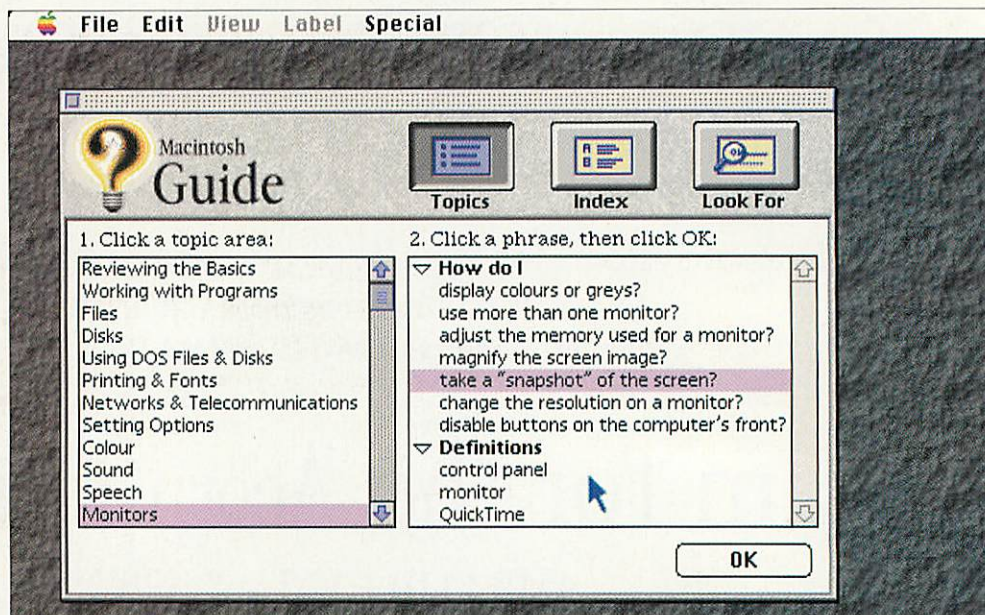 File Edit View Label Special
Macintosh
Guide
Topics Index Look For
1. Click a topic area:
Reviewing the Basics
Working with Programs
Files
Disks
Using DOS Files & Disks
Printing & Fonts
Networks & Telecommunications
Setting Options
Colour
Sound
Speech
Monitors
2. Click a phrase, then click OK:
How do I
display colours or greys?
use more than one monitor?
adjust the memory used for a monitor?
magnify the screen image?
take a "snapshot" of the screen?
change the resolution on a monitor?
disable buttons on the computer's front?
Definitions
control panel
monitor
QuickTime
OK